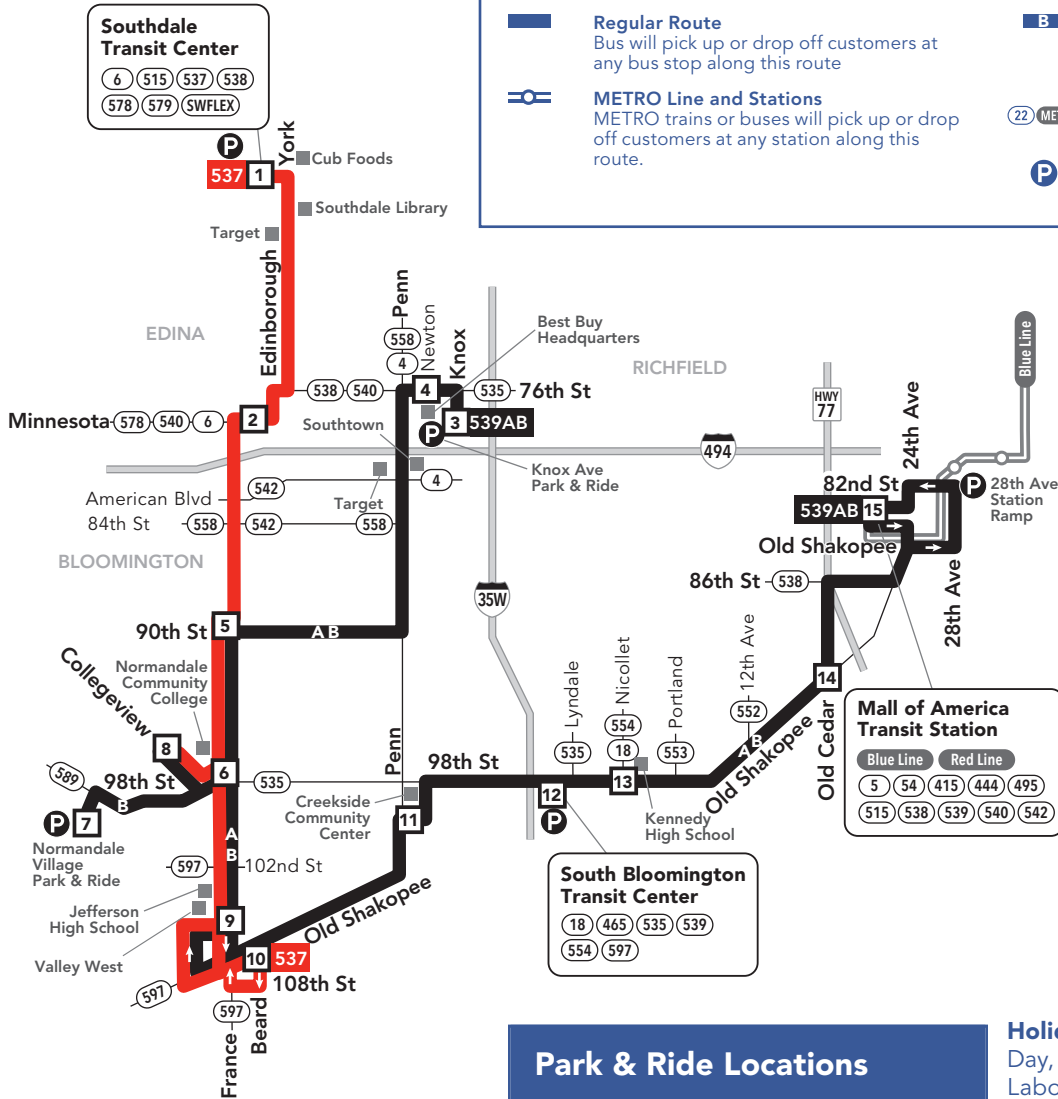 Southdale
Transit Center
6 515 537 538
578 579 SWFLEX
Regular Route
Bus will pick up or drop off customers at
any bus stop along this route
METRO Line and Stations
METRO trains or buses will pick up or drop
off customers at any station along this
route.
B
22
P
P
537 1
York
Cub Foods
Southdale Library
Target
Edinborough
EDINA
Penn
558
4
Newton
Knox
Best Buy
Headquarters
RICHFIELD
Blue Line
538 540
4
535 76th St
HWY
77
24th Ave
Minnesota 578 540 6 2
Southtown
3 539AB
P
Knox Ave
Park & Ride
494
American Blvd 542
Target
4
84th St 558 542 558
82nd St
P
28th Ave
Station
Ramp
539AB 15
Old Shakopee
BLOOMINGTON
35W
86th St 538
28th Ave
90th St 5
A B
Normandale
Community
College
Collegeview
8
Lyndale
535
Nicollet
554
18
Portland
553
12th Ave
552
14
Mall of America
Transit Station
Blue Line Red Line
5 54 415 444 495
515 538 539 540 542
589
98th St
B
6
535
Penn
98th St
A B
Old Shakopee
Old Cedar
P 7
Normandale
Village
Park & Ride
Creekside
Community
Center
11
12
P
13
Kennedy
High School
A
B
597 102nd St
South Bloomington
Transit Center
18 465 535 539
554 597
Jefferson
High School
9
Old Shakopee
Valley West
10 537
597
108th St
597
France
Beard
Park & Ride Locations
Day,